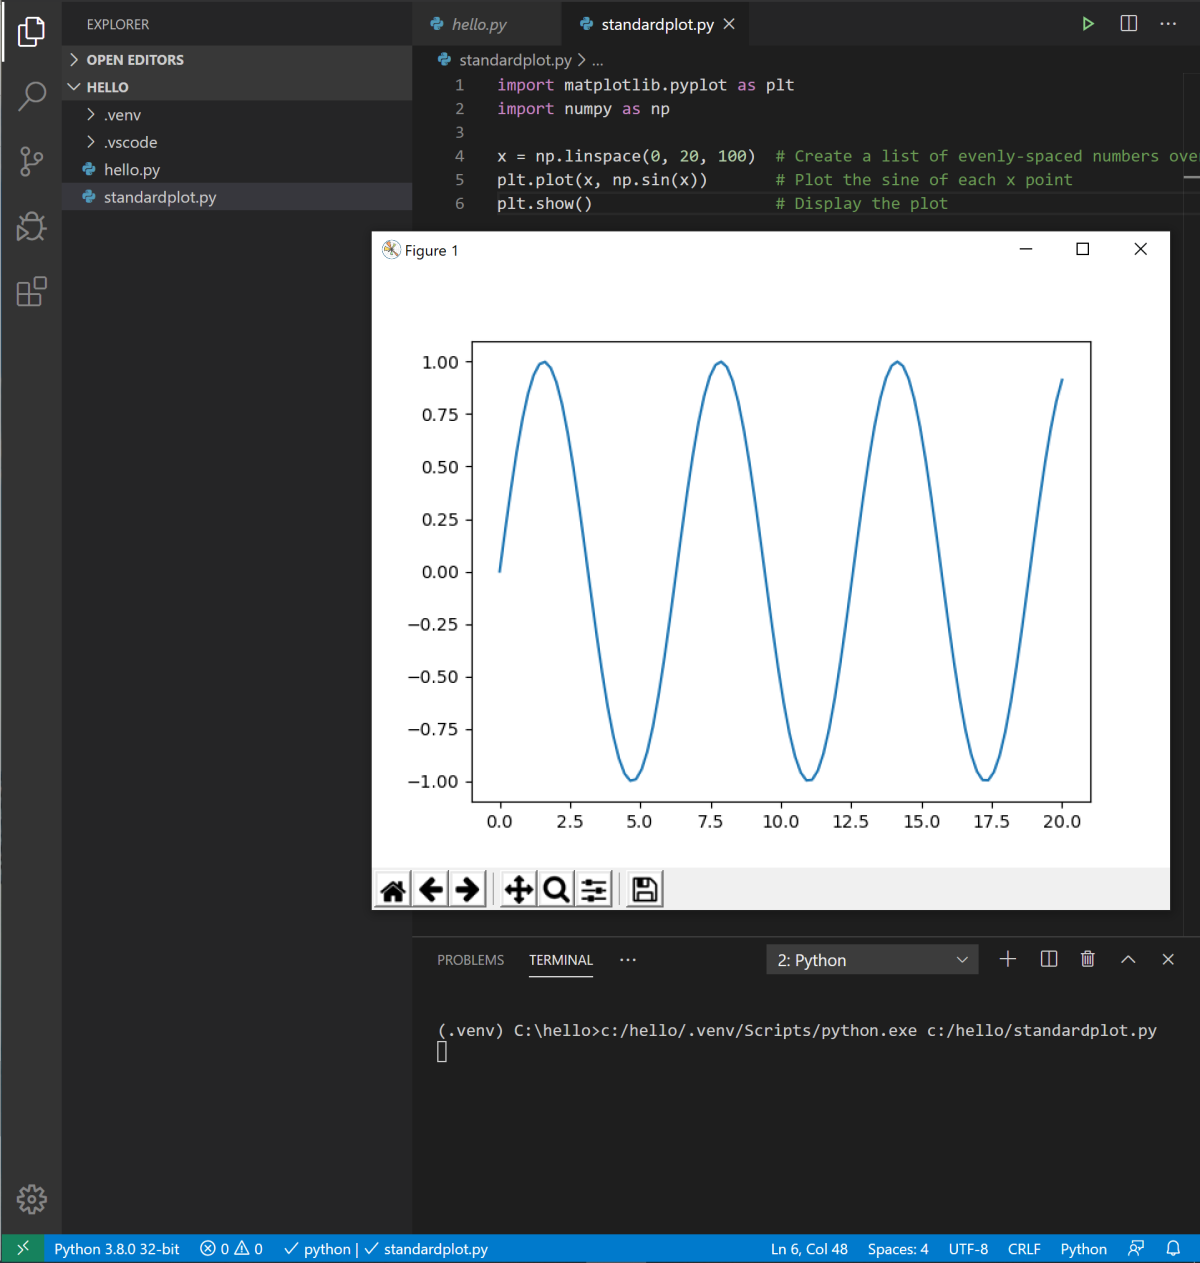 EXPLORER
OPEN EDITORS
HELLO
.venv
.vscode
hello.py
standardplot.py
hello.py
standardplot.py
standardplot.py > ...
1 import matplotlib.pyplot as plt
2 import numpy as np
3
4 x = np.linspace(0, 20, 100)  # Create a list of evenly-spaced numbers ove
5 plt.plot(x, np.sin(x))       # Plot the sine of each x point
6 plt.show()                   # Display the plot
Figure 1
1.00
0.75
0.50
0.25
0.00
−0.25
−0.50
−0.75
−1.00
0.0 2.5 5.0 7.5 10.0 12.5 15.0 17.5 20.0
PROBLEMS TERMINAL ... 2: Python
(.venv) C:\hello>c:/hello/.venv/Scripts/python.exe c:/hello/standardplot.py
Python 3.8.0 32-bit 0 0 python | standardplot.py Ln 6, Col 48 Spaces: 4 UTF-8 CRLF Python